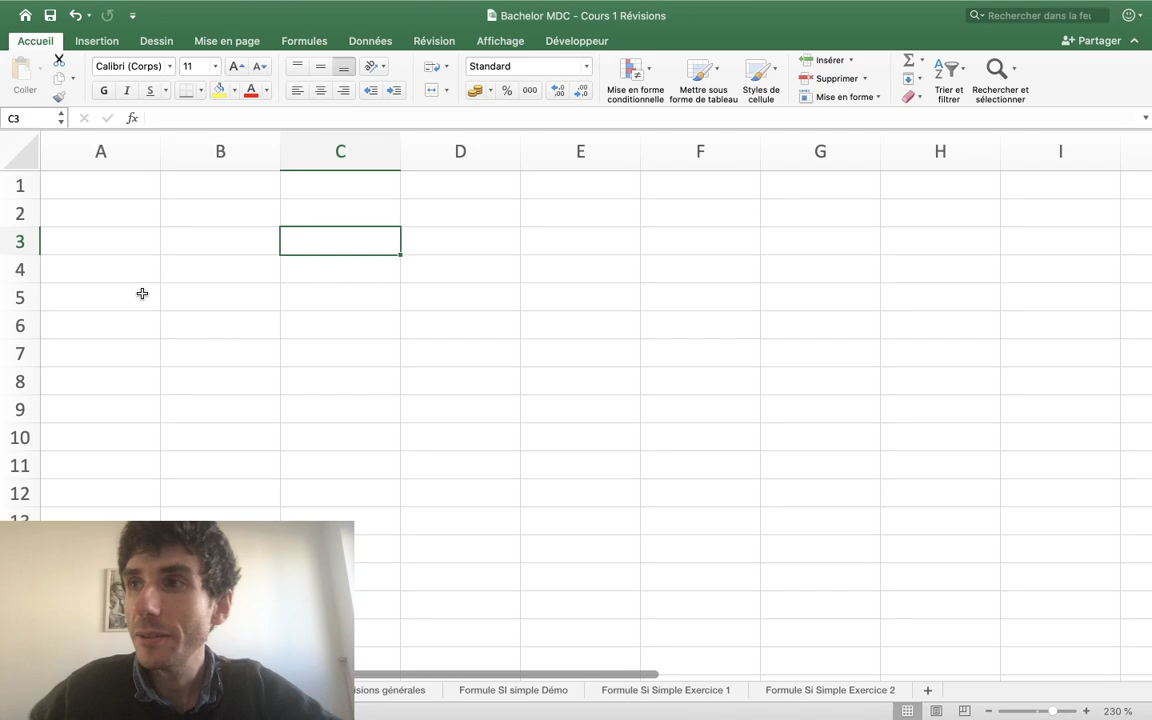 Bachelor MDC - Cours 1 Révisions
Rechercher dans la feu
Accueil Insertion Dessin Mise en page Formules Données Révision Affichage Développeur
Partager
Coller
Calibri (Corps) 11
G I S A
Standard
% 000
Mise en forme conditionnelle
Mettre sous forme de tableau
Styles de cellule
Insérer
Supprimer
Mise en forme
Trier et filtrer
Rechercher et sélectionner
C3 fx
A B C D E F G H I
1
2
3
4
5
6
7
8
9
10
11
12
isions générales Formule SI simple Démo Formule Si Simple Exercice 1 Formule Si Simple Exercice 2
230 %